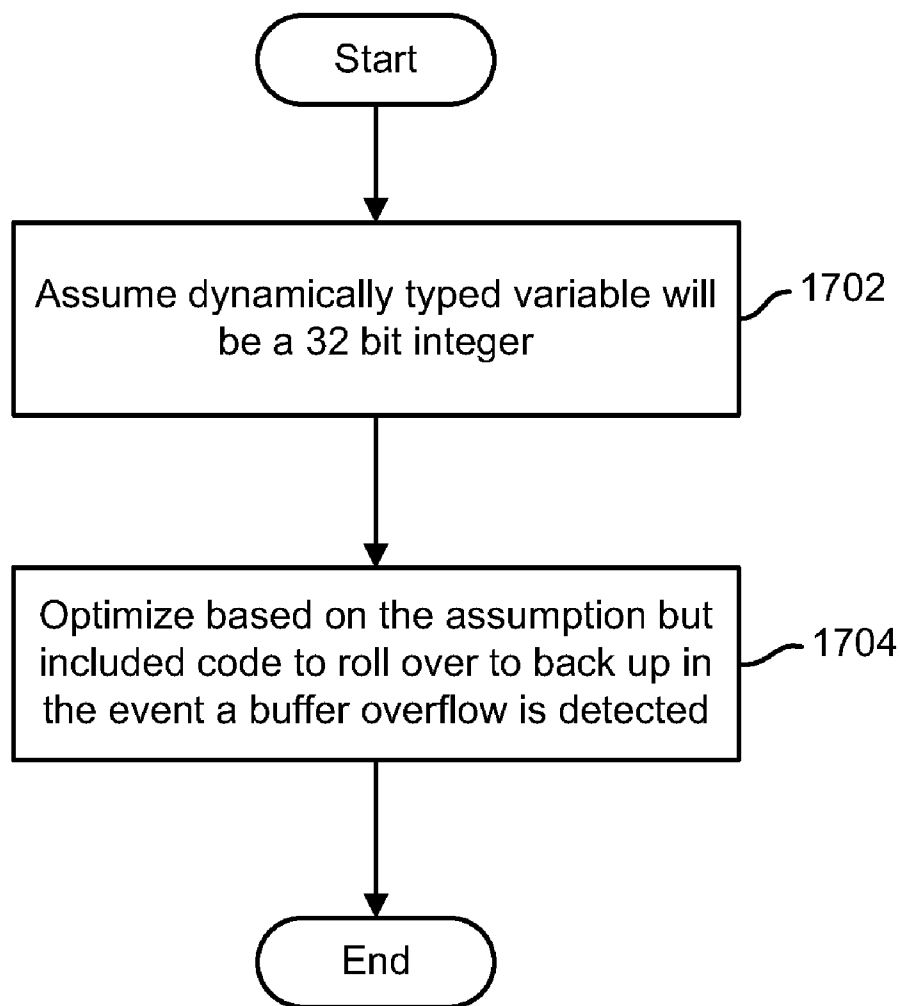 Start
Assume dynamically typed variable will
be a 32 bit integer
1702
Optimize based on the assumption but
included code to roll over to back up in
the event a buffer overflow is detected
1704
End